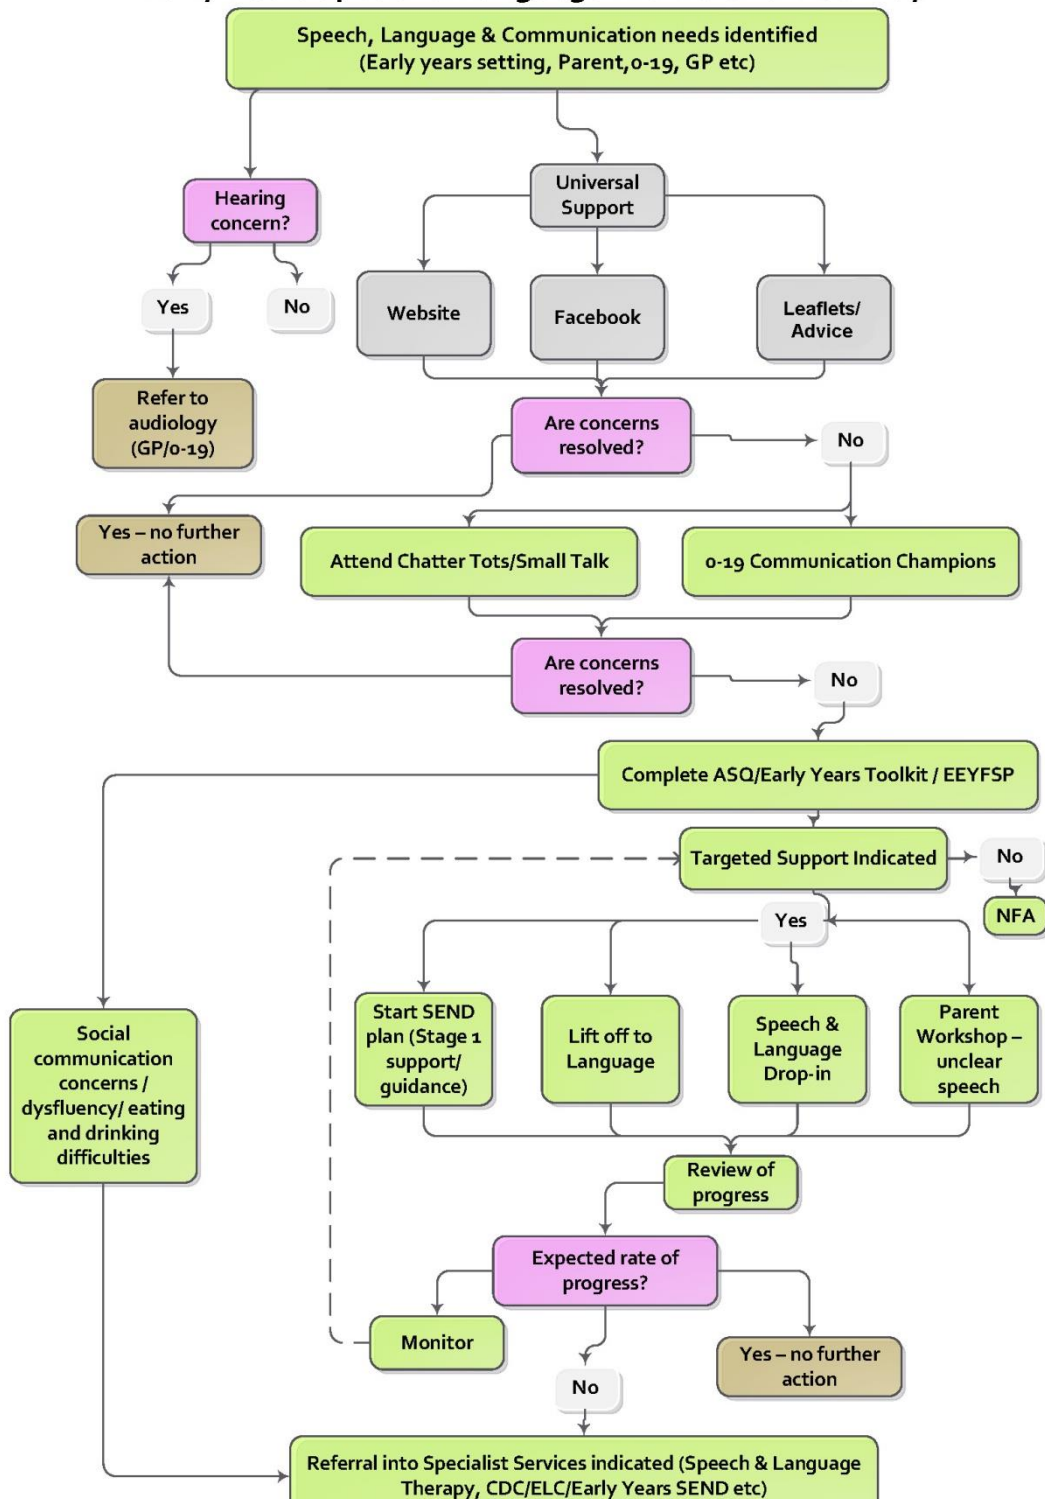 Speech, Language & Communication needs identified
(Early years setting, Parent,0-19, GP etc)
Hearing
concern?
Universal
Support
Yes
No
Website
Facebook
Leaflets/
Advice
Refer to
audiology
(GP/0-19)
Are concerns
resolved?
No
Yes – no further
action
Attend Chatter Tots/Small Talk
0-19 Communication Champions
Are concerns
resolved?
No
Complete ASQ/Early Years Toolkit / EEYFSP
Targeted Support Indicated
No
NFA
Yes
Start SEND
plan (Stage 1
support/
guidance)
Lift off to
Language
Speech &
Language
Drop-in
Parent
Workshop –
unclear
speech
Social
communication
concerns /
dysfluency/ eating
and drinking
difficulties
Review of
progress
Expected rate of
progress?
Monitor
Yes – no further
action
No
Referral into Specialist Services indicated (Speech & Language
Therapy, CDC/ELC/Early Years SEND etc)